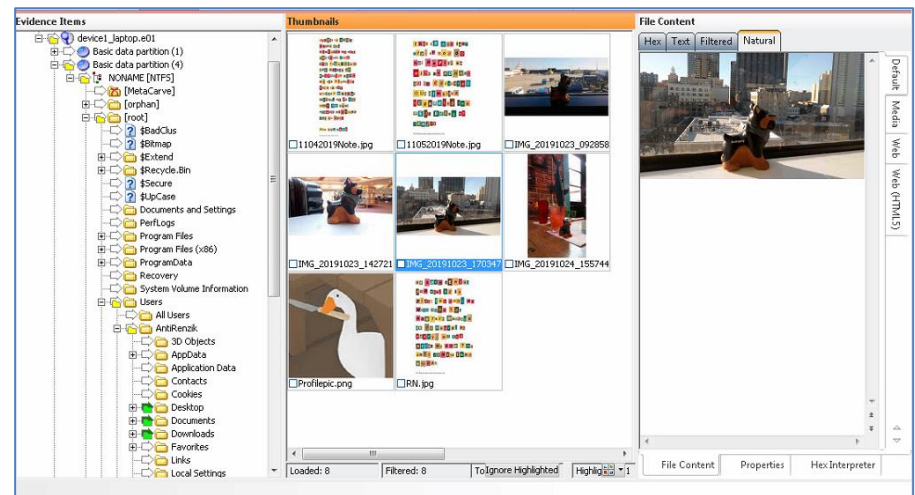 Evidence Items
device1_laptop.e01
Basic data partition (1)
Basic data partition (4)
NONAME [NTFS]
[MetaCarve]
[orphan]
[root]
$BadClus
$Bitmap
$Extend
$Recycle.Bin
$Secure
$UpCase
Documents and Settings
PerfLogs
Program Files
Program Files (x86)
ProgramData
Recovery
System Volume Information
Users
All Users
AntiRenzik
3D Objects
AppData
Application Data
Contacts
Cookies
Desktop
Documents
Downloads
Favorites
Links
Local Settings
Thumbnails
11042019Note.jpg
11052019Note.jpg
IMG_20191023_092858
IMG_20191023_142721
IMG_20191023_170347
IMG_20191024_155744
Profilepic.png
RN.jpg
Loaded: 8
Filtered: 8
ToIgnore Highlighted
Highlig
1
File Content
Hex
Text
Filtered
Natural
Default
Media
Web
Web (HTML5)
File Content
Properties
Hex Interpreter